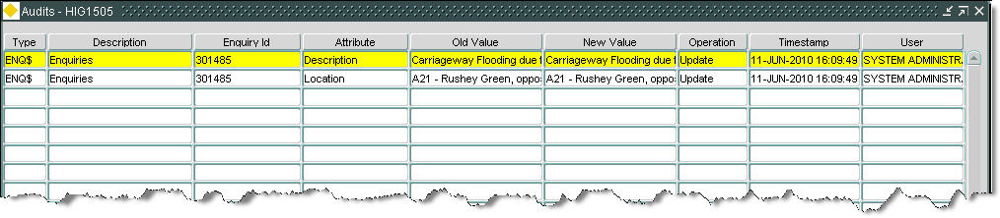 Audits - HIG1505
Type Description Enquiry Id Attribute Old Value New Value Operation Timestamp User
ENQ$ Enquiries 301485 Description Carriageway Flooding due t Carriageway Flooding due t Update 11-JUN-2010 16:09:49 SYSTEM ADMINISTRA
ENQ$ Enquiries 301485 Location A21 - Rushey Green, oppo: A21 - Rushey Green, oppo: Update 11-JUN-2010 16:09:49 SYSTEM ADMINISTRA